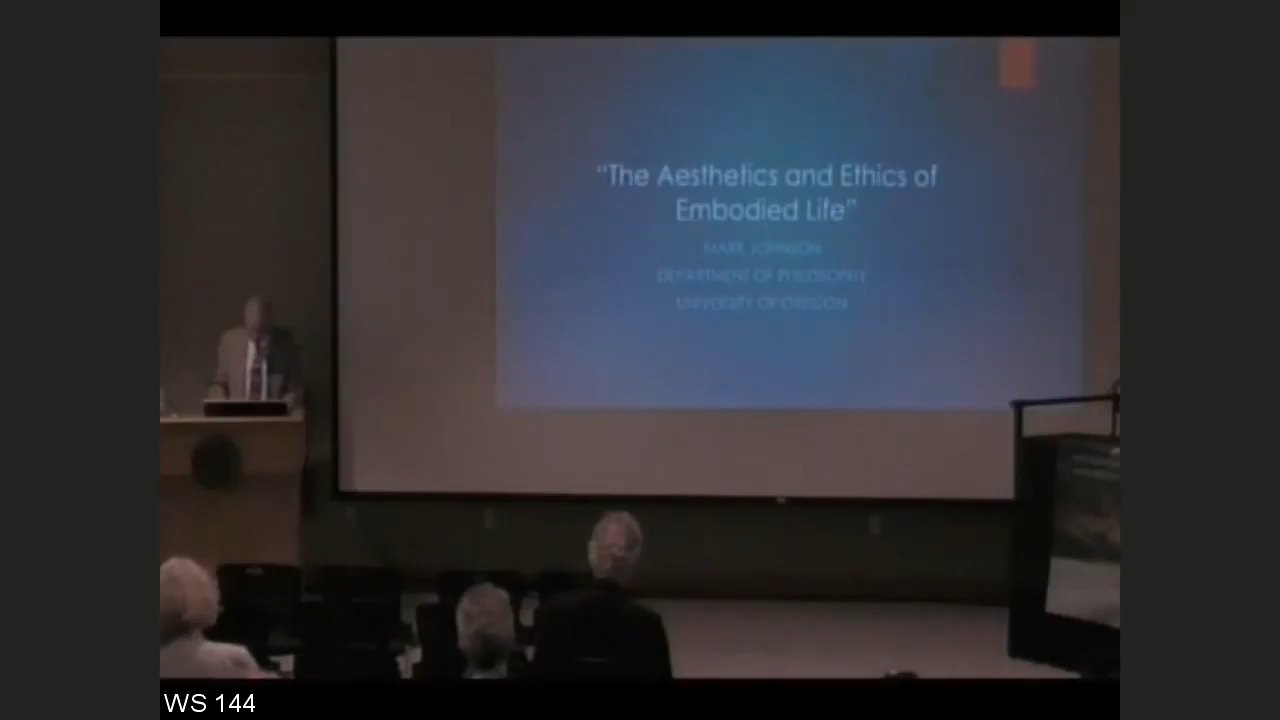 “The Aesthetics and Ethics of
Embodied Life”
MARK JOHNSON
DEPARTMENT OF PHILOSOPHY
UNIVERSITY OF OREGON
WS 144